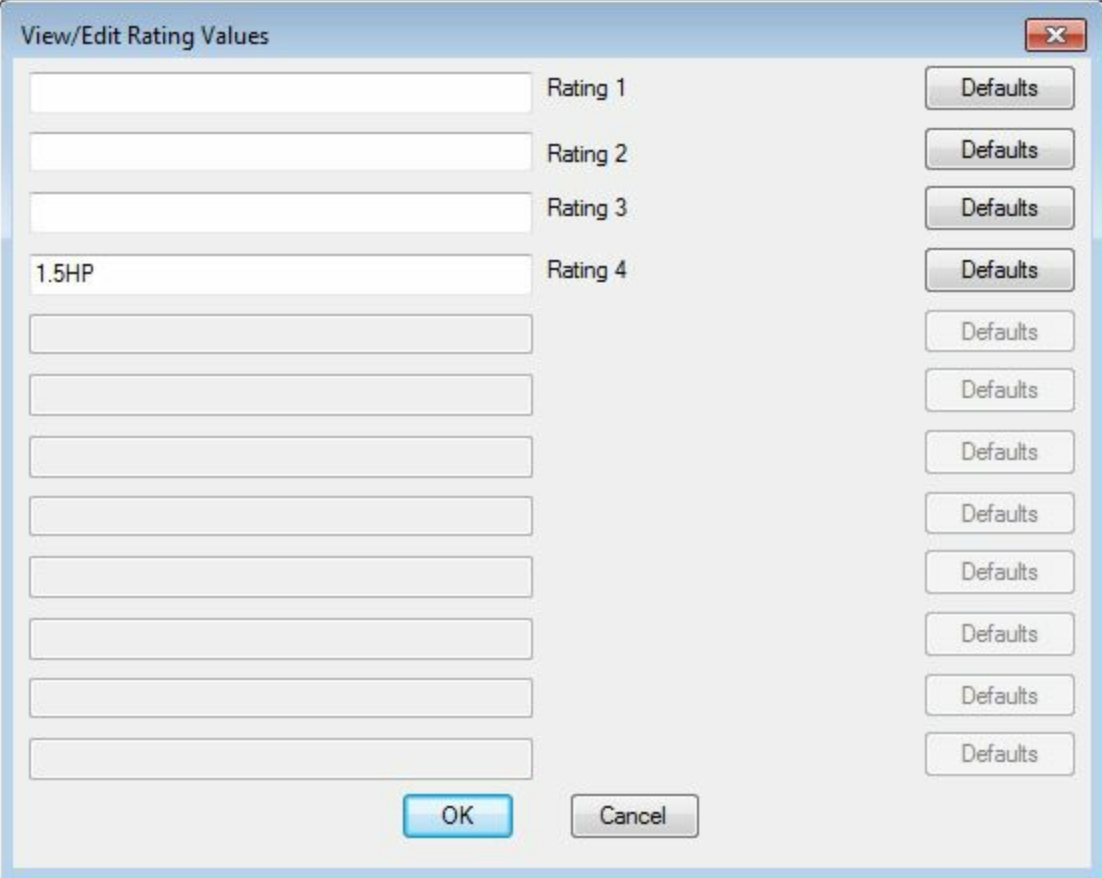 View/Edit Rating Values
Rating 1 Defaults
Rating 2 Defaults
Rating 3 Defaults
1.5HP Rating 4 Defaults
Defaults
Defaults
Defaults
Defaults
Defaults
Defaults
Defaults
Defaults
OK Cancel